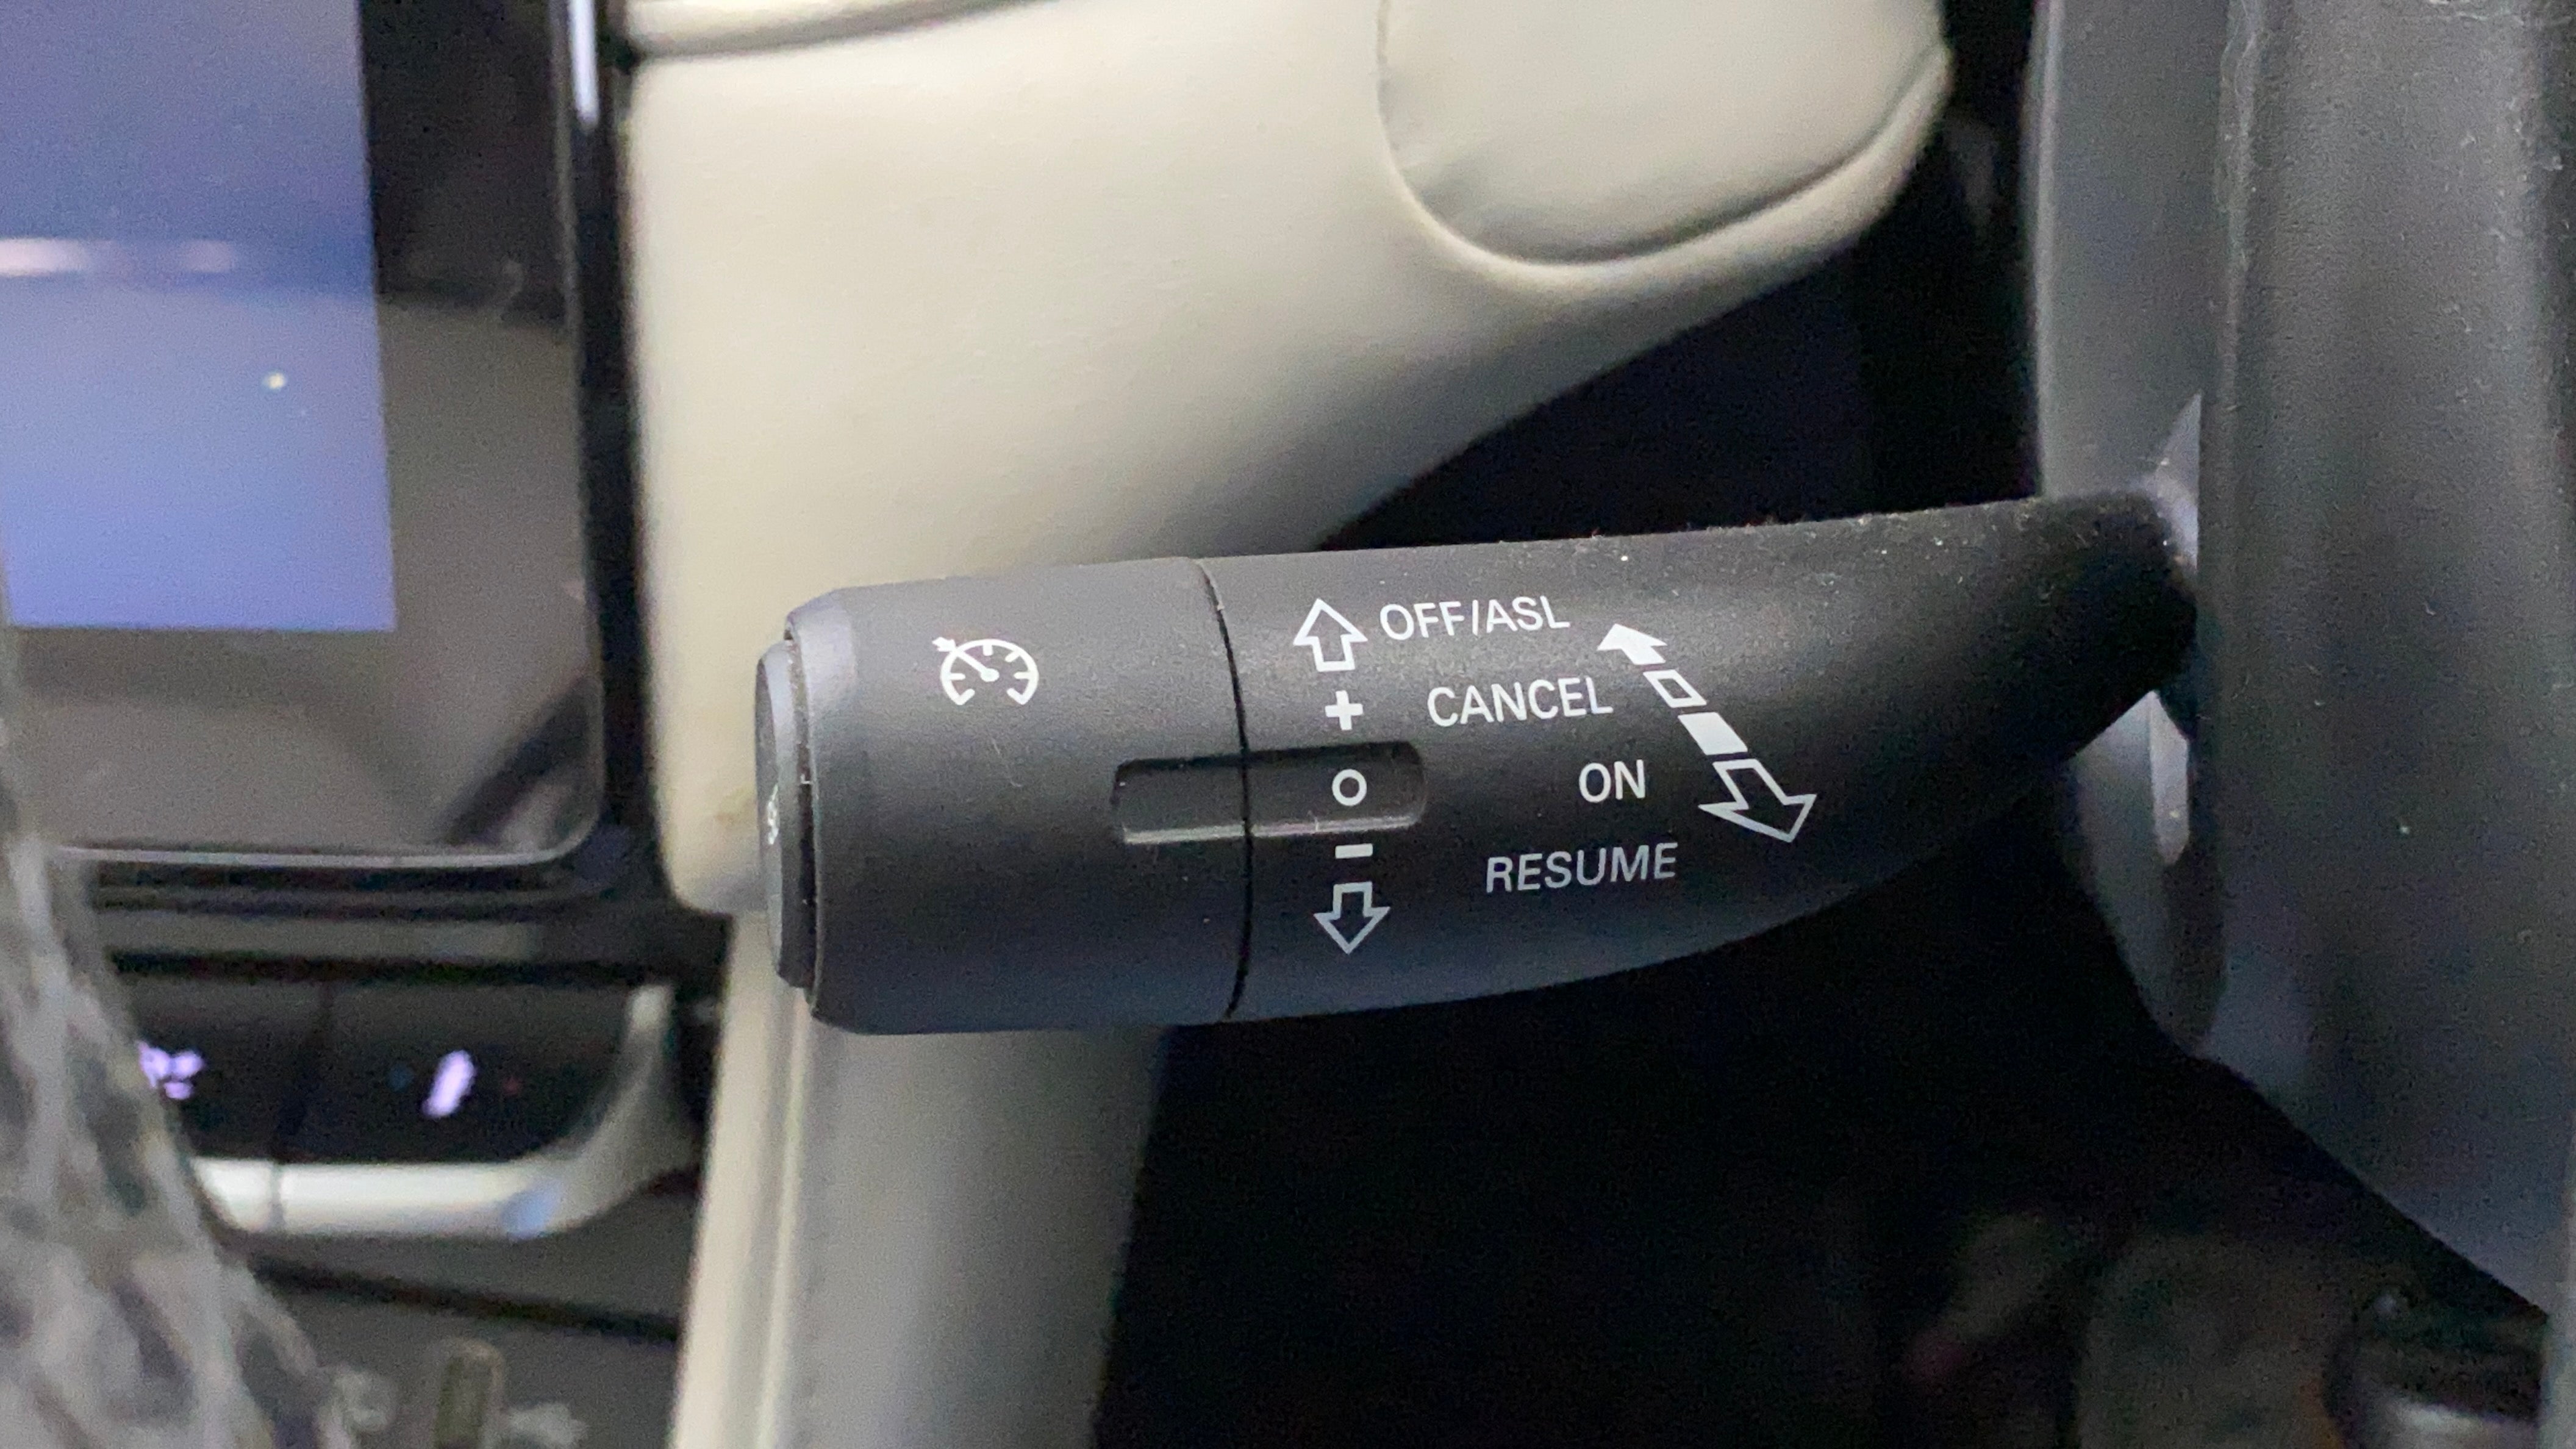 OFF/ASL
+ CANCEL
O ON
– RESUME